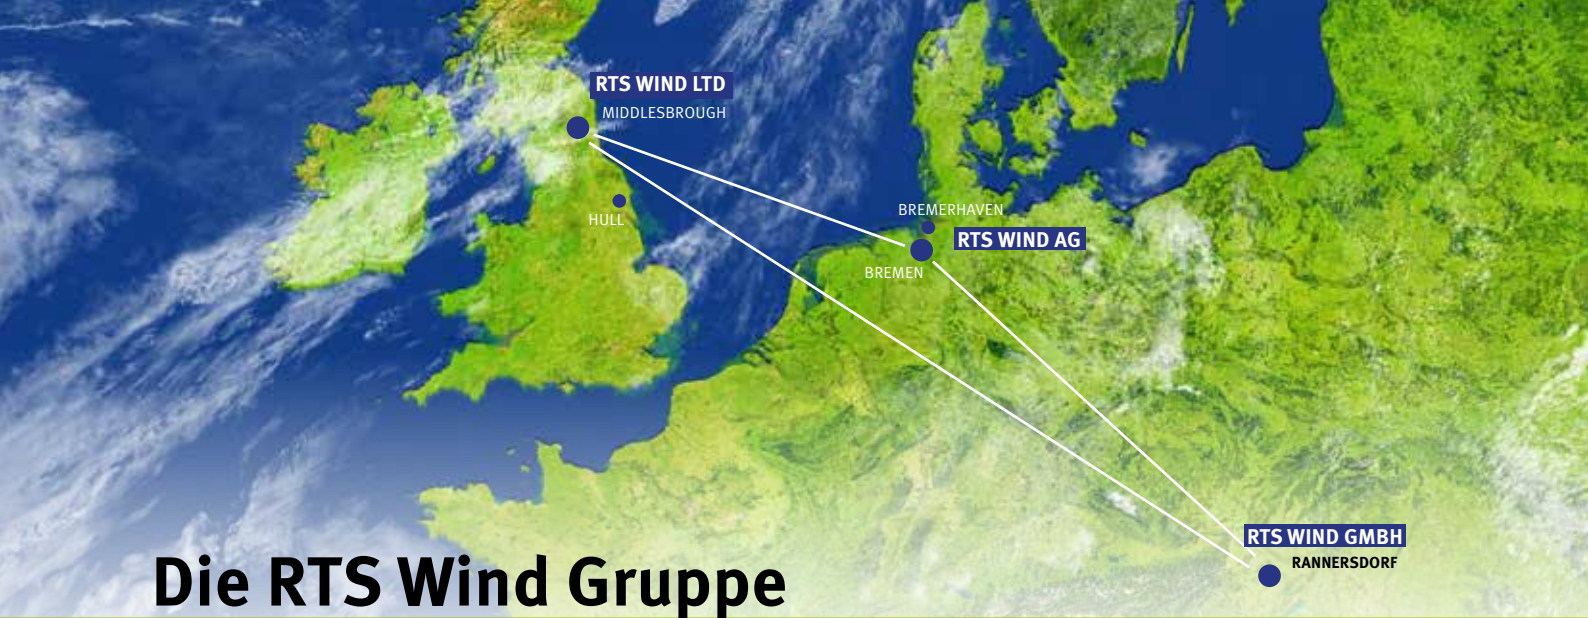 RTS WIND LTD
MIDDLESBROUGH
HULL
BREMERHAVEN
RTS WIND AG
BREMEN
RTS WIND GMBH
RANNERSDORF
Die RTS Wind Gruppe